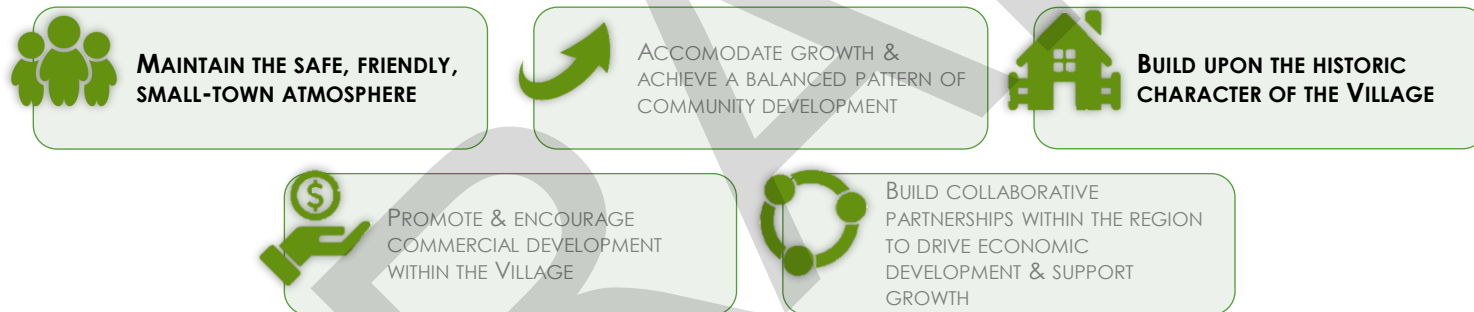 MAINTAIN THE SAFE, FRIENDLY,
SMALL-TOWN ATMOSPHERE
ACCOMODATE GROWTH &
ACHIEVE A BALANCED PATTERN OF
COMMUNITY DEVELOPMENT
BUILD UPON THE HISTORIC
CHARACTER OF THE VILLAGE
$
PROMOTE & ENCOURAGE
COMMERCIAL DEVELOPMENT
WITHIN THE VILLAGE
BUILD COLLABORATIVE
PARTNERSHIPS WITHIN THE REGION
TO DRIVE ECONOMIC
DEVELOPMENT & SUPPORT
GROWTH